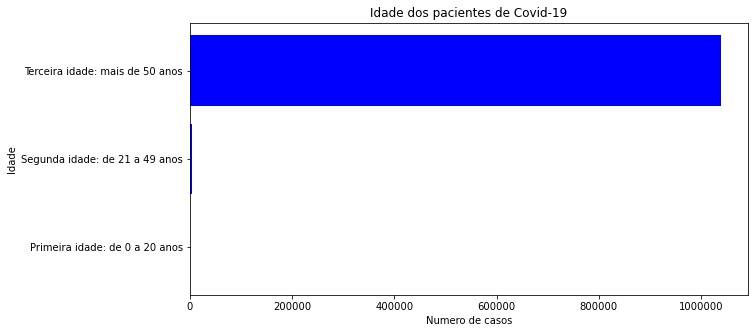 Idade dos pacientes de Covid-19
Terceira idade: mais de 50 anos
Segunda idade: de 21 a 49 anos
Primeira idade: de 0 a 20 anos
Idade
0 200000 400000 600000 800000 1000000
Numero de casos